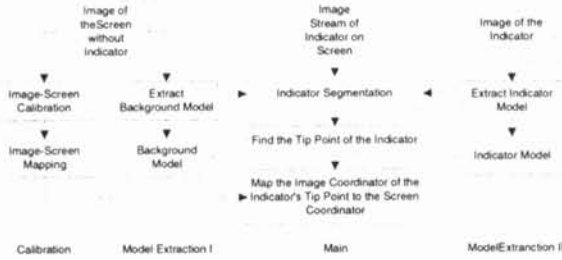 Image of
theScreen
without
Indicator
Image
Stream of
Indicator on
Screen
Image of the
Indicator
Image-Screen
Calibration
Extract
Background Model
Indicator Segmentation
Extract Indicator
Model
Find the Tip Point of the Indicator
Image-Screen
Mapping
Background
Model
Indicator Model
Map the Image Coordinator of the
Indicator's Tip Point to the Screen
Coordinator
Calibration
Model Extraction I
Main
ModelExtranction II